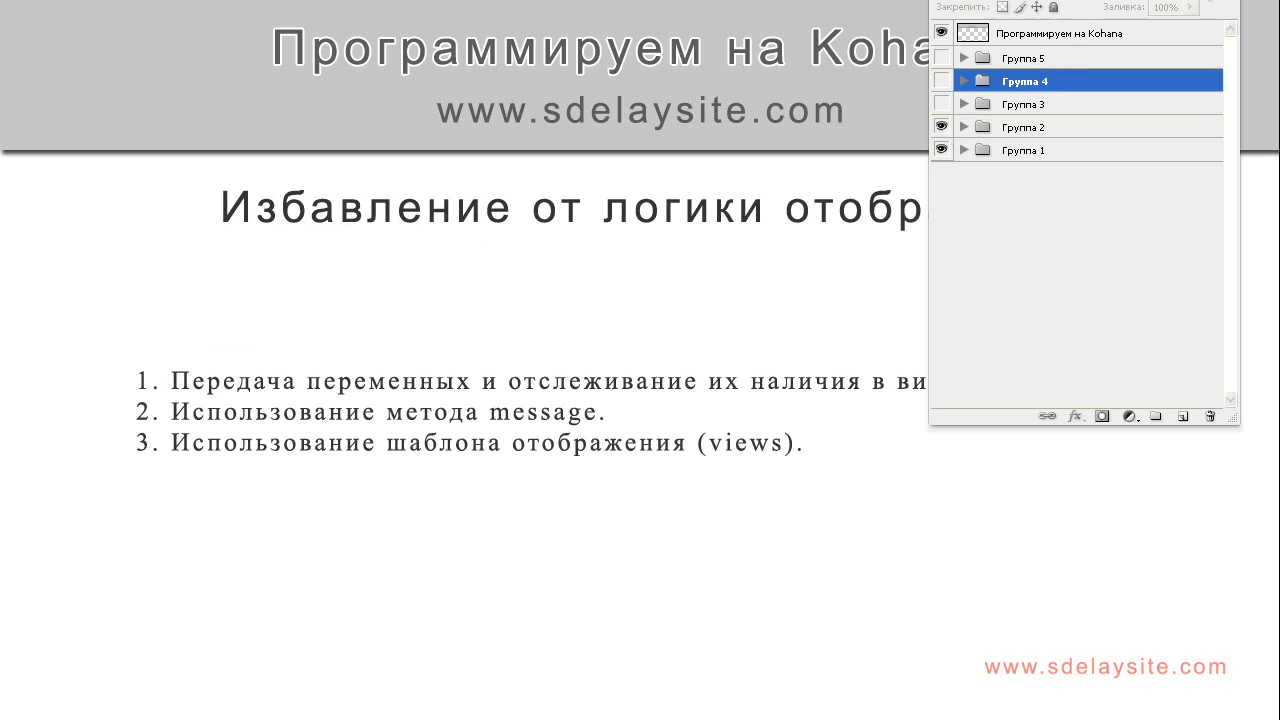 Программируем на Koha
www.sdelaysite.com
Избавление от логики отобр
1. Передача переменных и отслеживание их наличия в ви
2. Использование метода message.
3. Использование шаблона отображения (views).
www.sdelaysite.com
Закрепить: Заливка: 100%
Программируем на Kohana
Группа 5
Группа 4
Группа 3
Группа 2
Группа 1
fx.